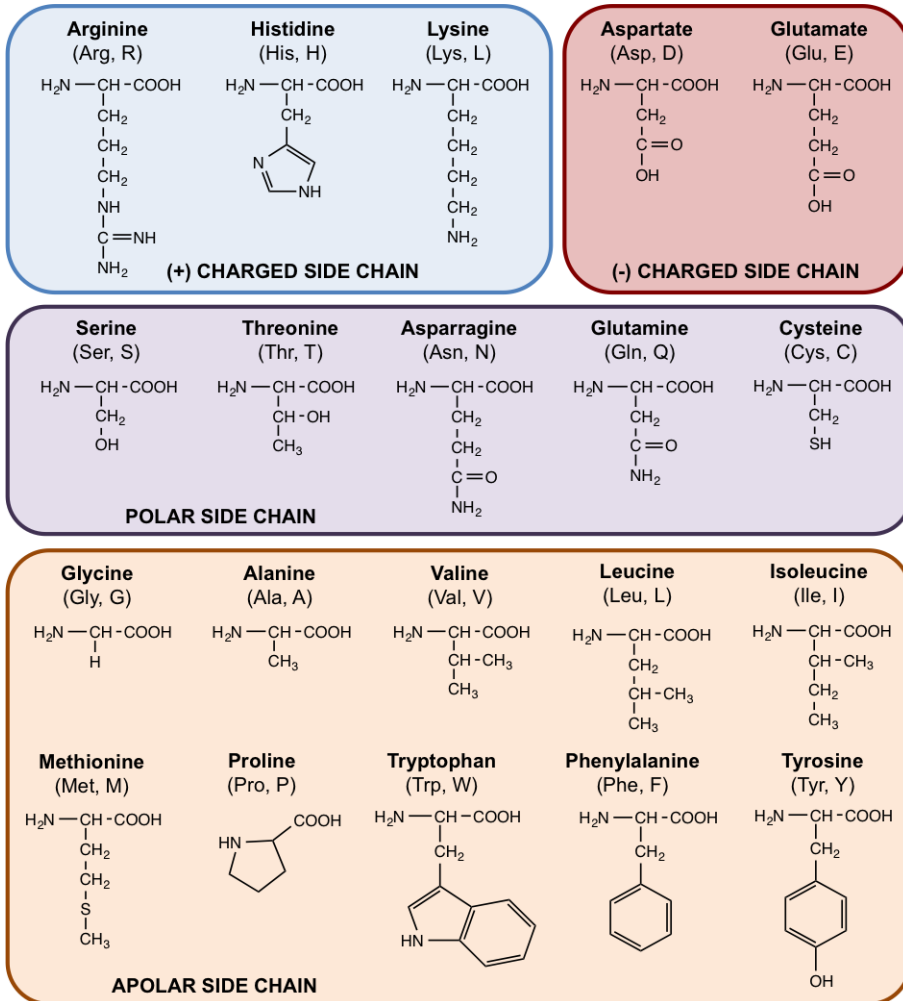 Arginine
(Arg, R)
H₂N — CH - COOH
CH₂
CH₂
CH₂
NH
C = NH
NH₂
Histidine
(His, H)
H₂N — CH - COOH
CH₂
N
NH
Lysine
(Lys, L)
H₂N — CH - COOH
CH₂
CH₂
CH₂
CH₂
NH₂
(+) CHARGED SIDE CHAIN
Aspartate
(Asp, D)
H₂N — CH - COOH
CH₂
C = O
OH
Glutamate
(Glu, E)
H₂N — CH - COOH
CH₂
CH₂
C = O
OH
(-) CHARGED SIDE CHAIN
Serine
(Ser, S)
H₂N — CH - COOH
CH₂
OH
Threonine
(Thr, T)
H₂N — CH - COOH
CH - OH
CH₃
Asparragine
(Asn, N)
H₂N — CH - COOH
CH₂
CH₂
C = O
NH₂
Glutamine
(Gln, Q)
H₂N — CH - COOH
CH₂
C = O
NH₂
Cysteine
(Cys, C)
H₂N — CH - COOH
CH₂
SH
POLAR SIDE CHAIN
Glycine
(Gly, G)
H₂N — CH - COOH
H
Alanine
(Ala, A)
H₂N — CH - COOH
CH₃
Valine
(Val, V)
H₂N — CH - COOH
CH - CH₃
CH₃
Leucine
(Leu, L)
H₂N — CH - COOH
CH₂
CH - CH₃
CH₃
Isoleucine
(Ile, I)
H₂N — CH - COOH
CH - CH₃
CH₂
CH₃
Methionine
(Met, M)
H₂N — CH - COOH
CH₂
CH₂
S
CH₃
Proline
(Pro, P)
COOH
HN
Tryptophan
(Trp, W)
H₂N — CH - COOH
CH₂
HN
Phenylalanine
(Phe, F)
H₂N — CH - COOH
CH₂
Tyrosine
(Tyr, Y)
H₂N — CH - COOH
CH₂
OH
APOLAR SIDE CHAIN